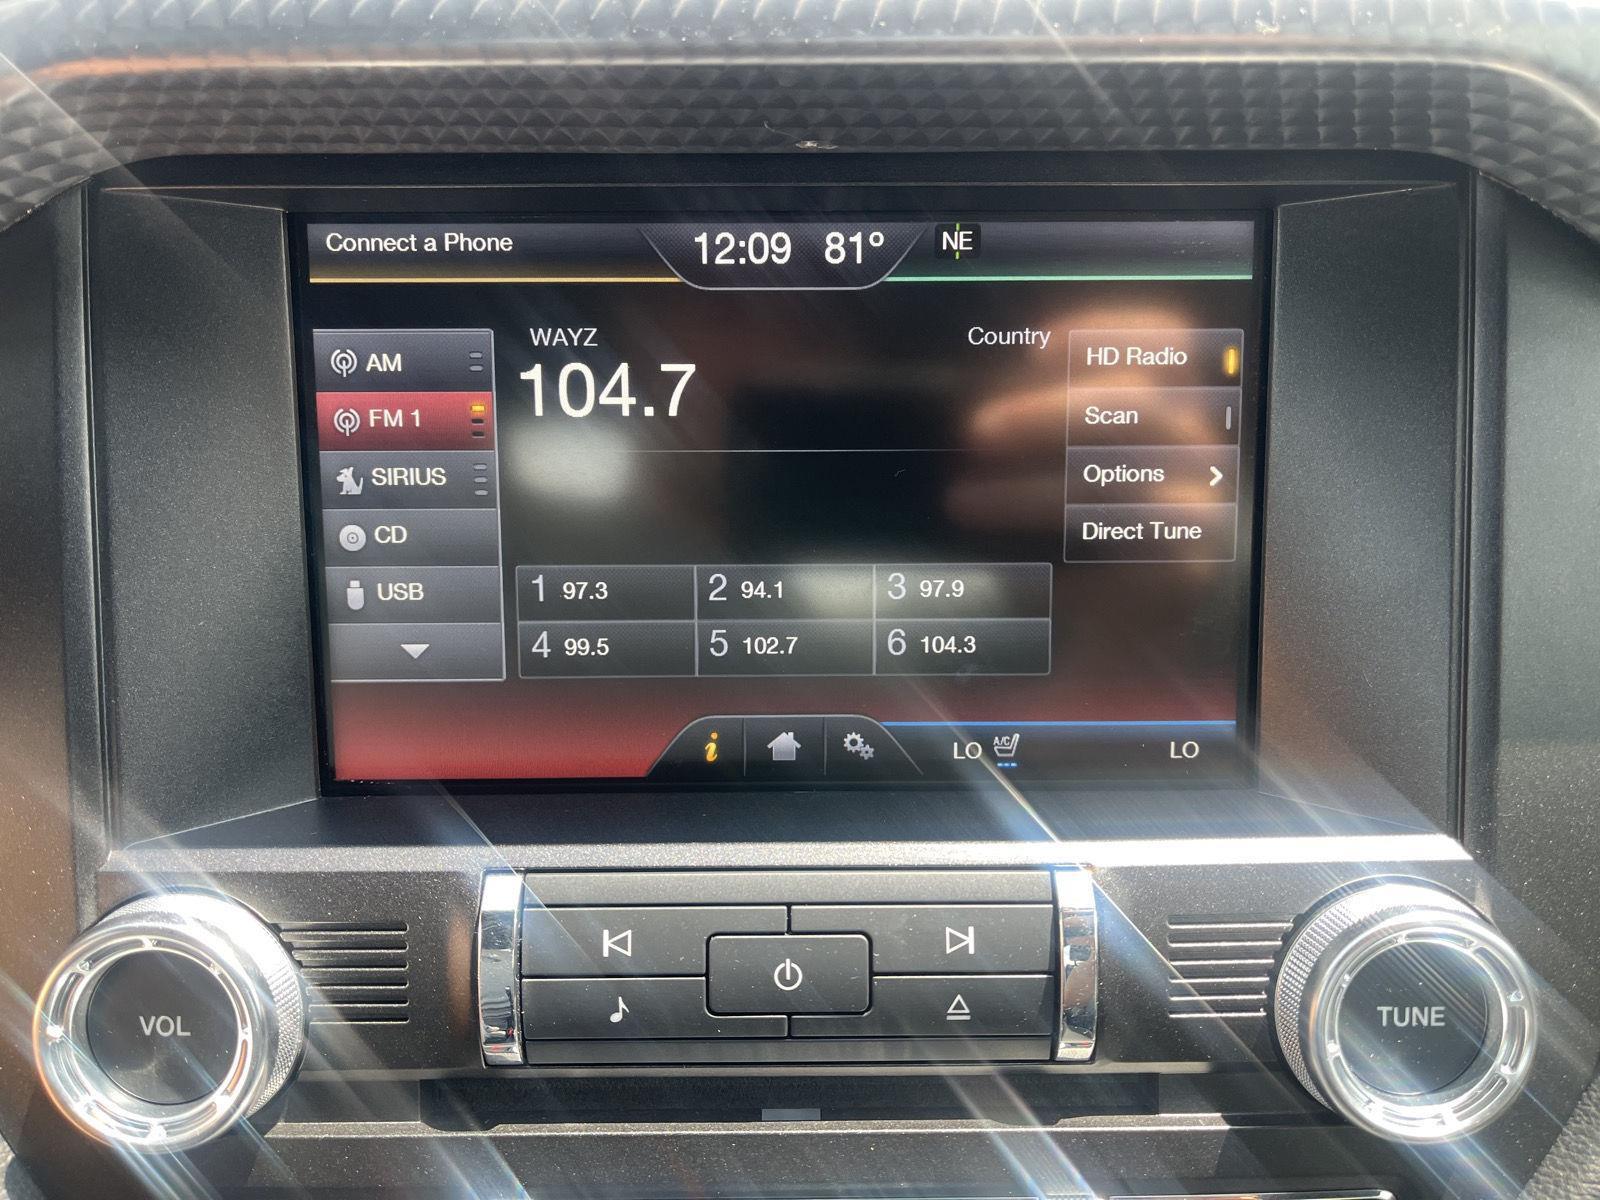 Connect a Phone
12:09 81º NE
WAYZ
104.7
Country
AM
FM 1
SIRIUS
CD
USB
HD Radio
Scan
Options
Direct Tune
1 97.3 2 94.1 3 97.9
4 99.5 5 102.7 6 104.3
i
LO A/C LO
VOL
TUNE